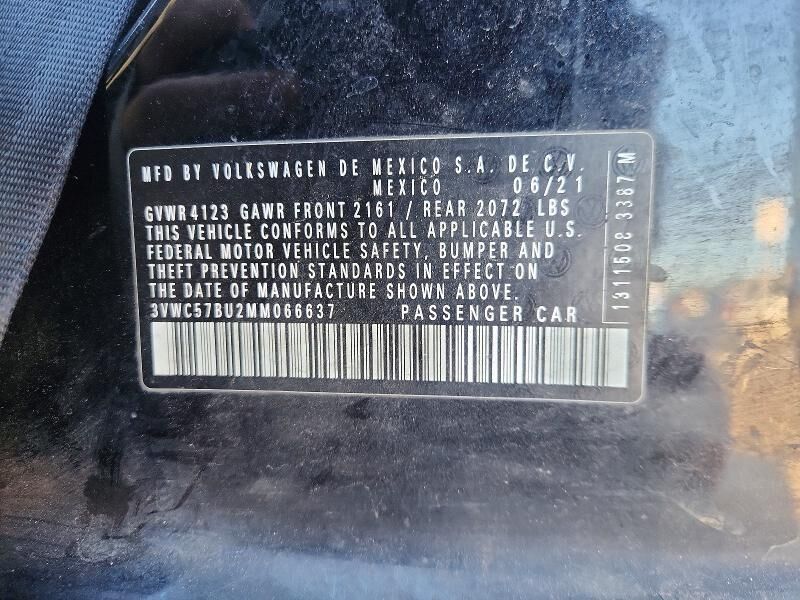 MFD BY VOLKSWAGEN DE MEXICO S.A. DE C.V.
MEXICO 06/21
GVWR 4123 GAWR FRONT 2161 / REAR 2072 LBS
THIS VEHICLE CONFORMS TO ALL APPLICABLE U.S.
FEDERAL MOTOR VEHICLE SAFETY, BUMPER AND
THEFT PREVENTION STANDARDS IN EFFECT ON
THE DATE OF MANUFACTURE SHOWN ABOVE.
3VWC57BU2MM066637 PASSENGER CAR
1311508 3387 M